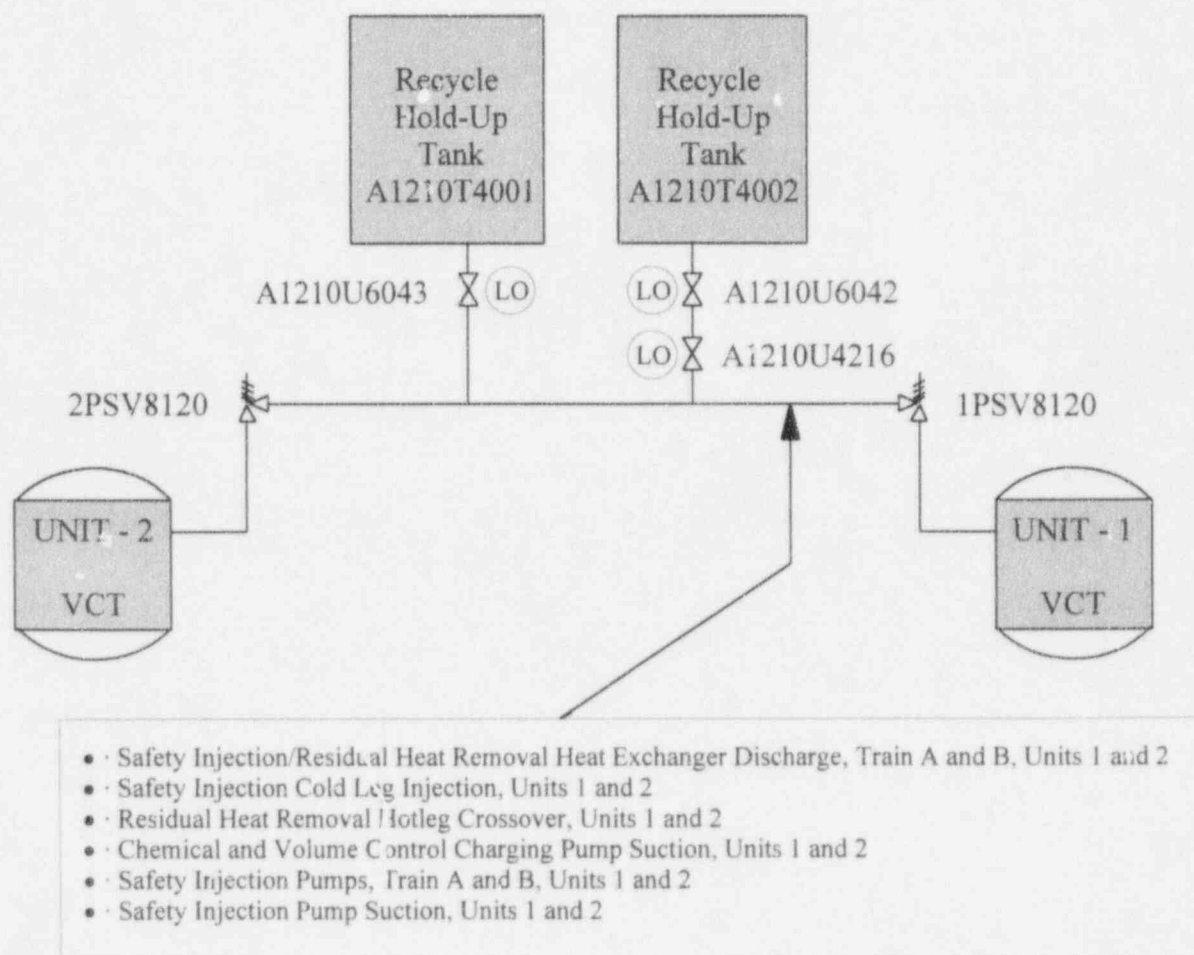 Recycle
Hold-Up
Tank
A1210T4001
Recycle
Hold-Up
Tank
A1210T4002
A1210U6043
LO
LO
A1210U6042
LO
A1210U4216
2PSV8120
1PSV8120
UNIT - 2
VCT
UNIT - 1
VCT
• · Safety Injection/Residual Heat Removal Heat Exchanger Discharge, Train A and B, Units 1 and 2
• · Safety Injection Cold Leg Injection, Units 1 and 2
• · Residual Heat Removal Hotleg Crossover, Units 1 and 2
• · Chemical and Volume Control Charging Pump Suction, Units 1 and 2
• · Safety Injection Pumps, Train A and B, Units 1 and 2
• · Safety Injection Pump Suction, Units 1 and 2